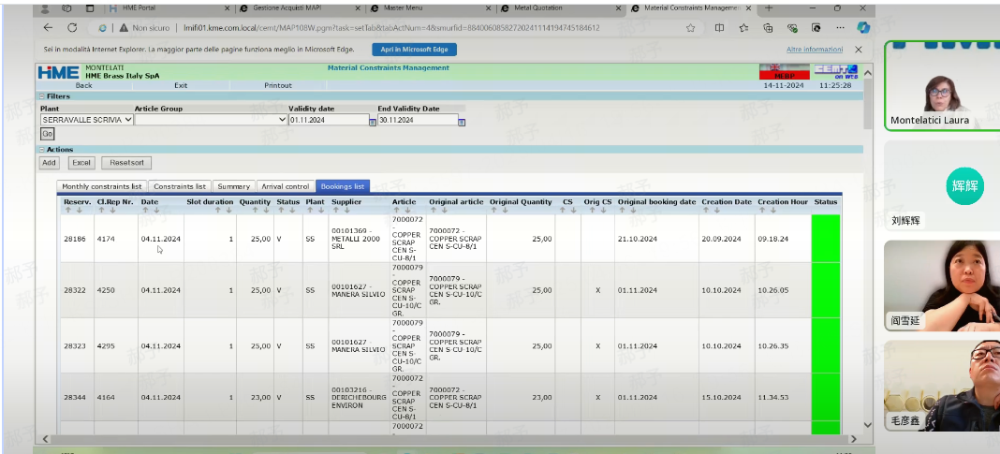 HME Portal
Gestione Acquisti MAPI
Master Menu
Metal Quotation
Material Constraints Managemen
Non sicuro
lmifi01.kme.com.local/cemt/MAP108W.pgm?task=setTab&tabActNum=4&smurfid=88400608582720241114194745184612
Sei in modalità Internet Explorer. La maggior parte delle pagine funziona meglio in Microsoft Edge.
Apri in Microsoft Edge
Altre informazioni
HME
MONTELATI
HME Brass Italy SpA
Material Constraints Management
HELP
on WEB
Back Exit Printout
14-11-2024 11:25:28
Filters
Plant Article Group Validity date End Validity Date
SERRAVALLE SCRIVIA 01.11.2024 30.11.2024
Go
Actions
Add Excel Resetsort
Monthly constraints list Constraints list Summary Arrival control Bookings list
Reserv. Cl.Rep Nr. Date Slot duration Quantity Status Plant Supplier Article Original article Original Quantity CS Orig CS Original booking date Creation Date Creation Hour Status
28186 4174 04.11.2024 1 25,00 V SS 00101369 - METALLI 2000 SRL 7000072 - COPPER SCRAP CEN S-CU-8/1 7000072 - COPPER SCRAP CEN S-CU-8/1 25,00 21.10.2024 20.09.2024 09.18.24
28322 4250 04.11.2024 1 25,00 V SS 00101627 - MANERA SILVIO 7000079 - COPPER SCRAP CEN S-CU-10/C GR. 7000079 - COPPER SCRAP CEN S-CU-10/C GR. 25,00 X 01.11.2024 10.10.2024 10.26.05
28323 4295 04.11.2024 1 25,00 V SS 00101627 - MANERA SILVIO 7000079 - COPPER SCRAP CEN S-CU-10/C GR. 7000079 - COPPER SCRAP CEN S-CU-10/C GR. 25,00 X 01.11.2024 10.10.2024 10.26.35
28344 4164 04.11.2024 1 23,00 V SS 00103216 - DERICHEBOURG ENVIRON 7000072 - COPPER SCRAP CEN S-CU-8/1 7000072 - COPPER SCRAP CEN S-CU-8/1 23,00 X 01.11.2024 15.10.2024 11.34.53
7000072
Montelatici Laura
辉辉
刘辉辉
阎雪延
毛彦鑫
郝予